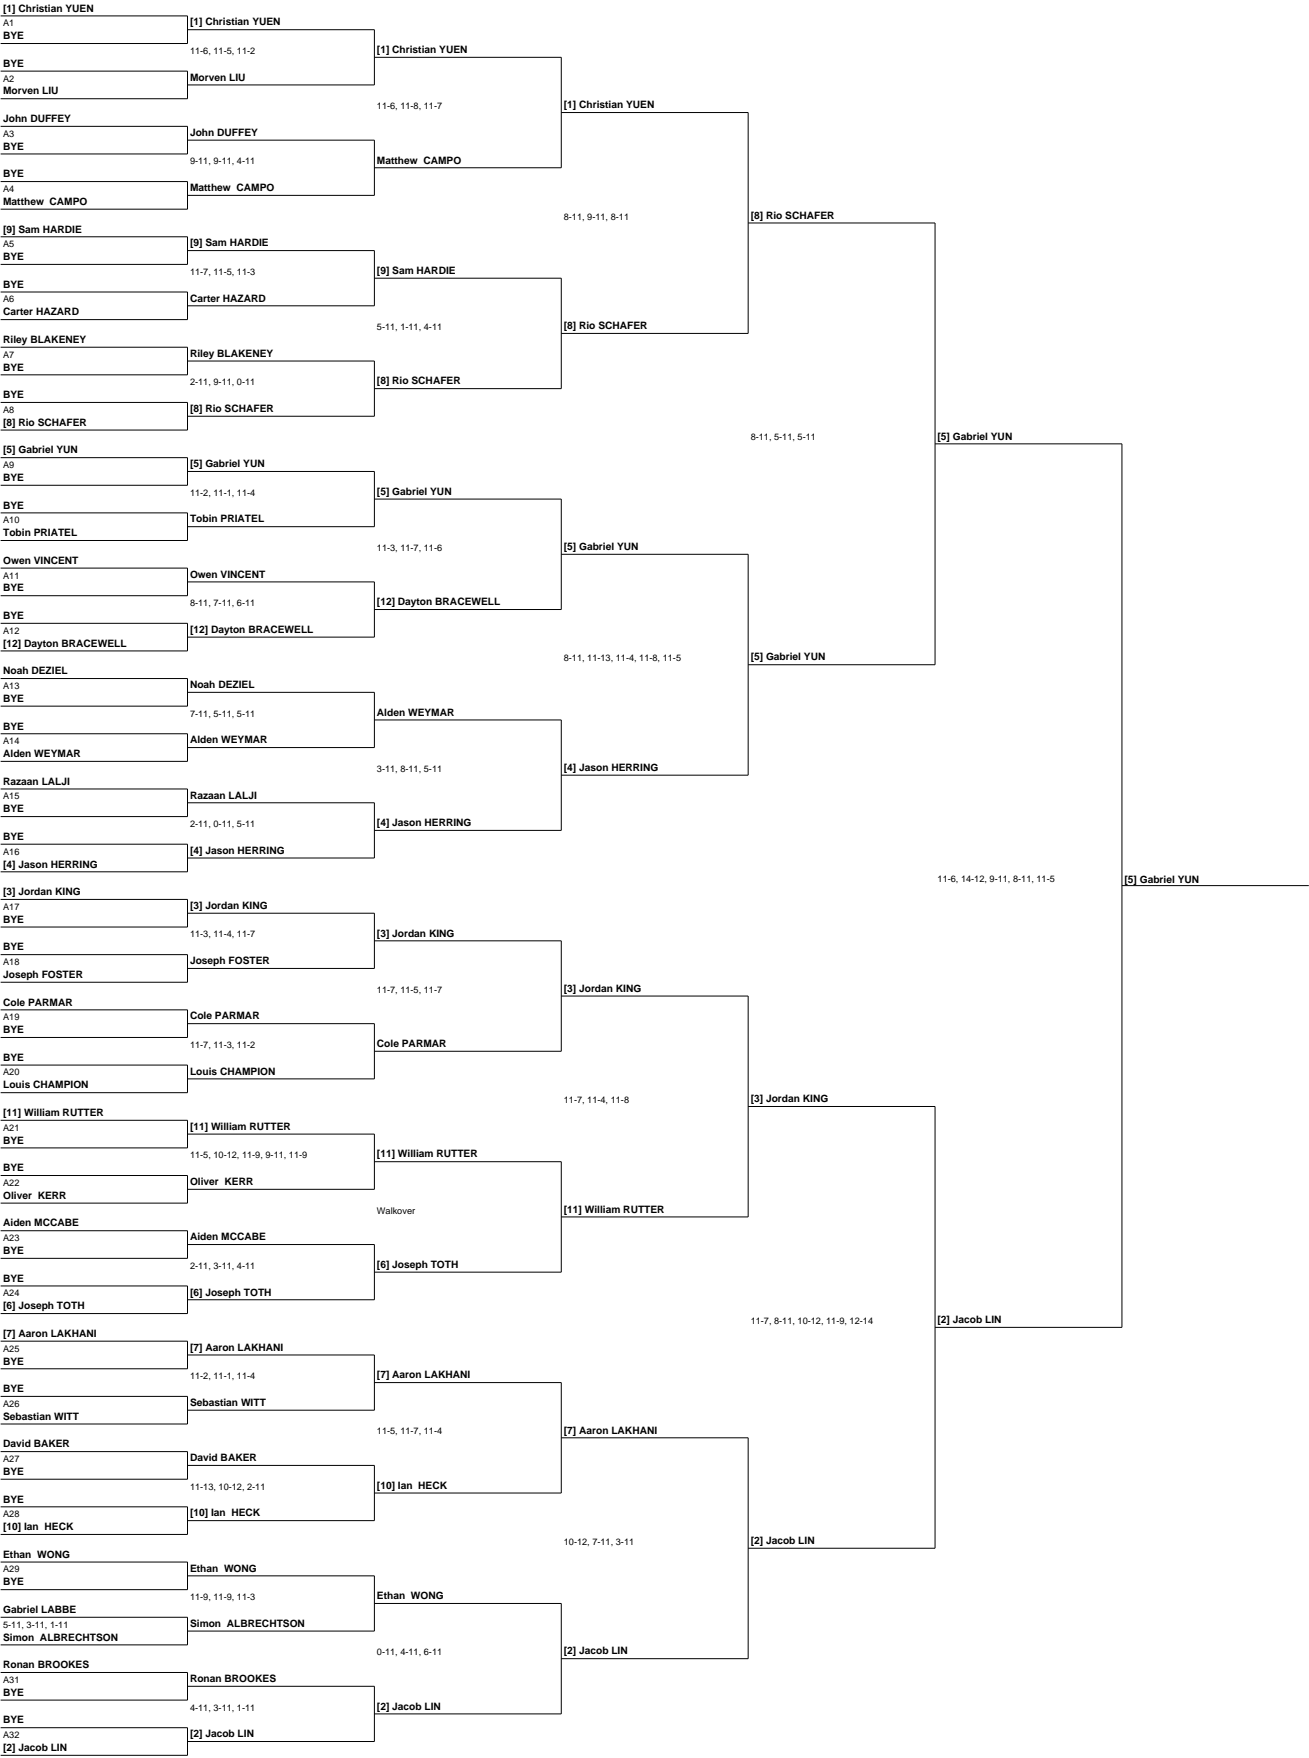 [1] Christian YUEN
A1
BYE
BYE
A2
Morven LIU
John DUFFEY
A3
BYE
BYE
A4
Matthew CAMPO
[9] Sam HARDIE
A5
BYE
BYE
A6
Carter HAZARD
Riley BLAKENEY
A7
BYE
BYE
A8
[8] Rio SCHAFER
[5] Gabriel YUN
A9
BYE
BYE
A10
Tobin PRIATEL
Owen VINCENT
A11
BYE
BYE
A12
[12] Dayton BRACEWELL
Noah DEZIEL
A13
BYE
BYE
A14
Alden WEYMAR
Razaan LALJI
A15
BYE
BYE
A16
[4] Jason HERRING
[3] Jordan KING
A17
BYE
BYE
A18
Joseph FOSTER
Cole PARMAR
A19
BYE
BYE
A20
Louis CHAMPION
[11] William RUTTER
A21
BYE
BYE
A22
Oliver KERR
Aiden MCCABE
A23
BYE
BYE
A24
[6] Joseph TOTH
[7] Aaron LAKHANI
A25
BYE
BYE
A26
Sebastian WITT
David BAKER
A27
BYE
BYE
A28
[10] Ian HECK
Ethan WONG
A29
BYE
Gabriel LABBE
5-11, 3-11, 1-11
Simon ALBRECHTSON
Ronan BROOKES
A31
BYE
BYE
A32
[2] Jacob LIN
[1] Christian YUEN
11-6, 11-5, 11-2
Morven LIU
John DUFFEY
9-11, 9-11, 4-11
Matthew CAMPO
[9] Sam HARDIE
11-7, 11-5, 11-3
Carter HAZARD
Riley BLAKENEY
2-11, 9-11, 0-11
[8] Rio SCHAFER
[5] Gabriel YUN
11-2, 11-1, 11-4
Tobin PRIATEL
Owen VINCENT
8-11, 7-11, 6-11
[12] Dayton BRACEWELL
Noah DEZIEL
7-11, 5-11, 5-11
Alden WEYMAR
Razaan LALJI
2-11, 0-11, 5-11
[4] Jason HERRING
[3] Jordan KING
11-3, 11-4, 11-7
Joseph FOSTER
Cole PARMAR
11-7, 11-3, 11-2
Louis CHAMPION
[11] William RUTTER
11-5, 10-12, 11-9, 9-11, 11-9
Oliver KERR
Aiden MCCABE
2-11, 3-11, 4-11
[6] Joseph TOTH
[7] Aaron LAKHANI
11-2, 11-1, 11-4
Sebastian WITT
David BAKER
11-13, 10-12, 2-11
[10] Ian HECK
Ethan WONG
11-9, 11-9, 11-3
Simon ALBRECHTSON
Ronan BROOKES
4-11, 3-11, 1-11
[2] Jacob LIN
[1] Christian YUEN
11-6, 11-8, 11-7
Matthew CAMPO
[9] Sam HARDIE
5-11, 1-11, 4-11
[8] Rio SCHAFER
[5] Gabriel YUN
11-3, 11-7, 11-6
[12] Dayton BRACEWELL
Alden WEYMAR
3-11, 8-11, 5-11
[4] Jason HERRING
[3] Jordan KING
11-7, 11-5, 11-7
Cole PARMAR
[11] William RUTTER
Walkover
[6] Joseph TOTH
[7] Aaron LAKHANI
11-5, 11-7, 11-4
[10] Ian HECK
Ethan WONG
0-11, 4-11, 6-11
[2] Jacob LIN
[1] Christian YUEN
8-11, 9-11, 8-11
[8] Rio SCHAFER
[5] Gabriel YUN
8-11, 11-13, 11-4, 11-8, 11-5
[4] Jason HERRING
[3] Jordan KING
11-7, 11-4, 11-8
[11] William RUTTER
[7] Aaron LAKHANI
10-12, 7-11, 3-11
[2] Jacob LIN
[8] Rio SCHAFER
8-11, 5-11, 5-11
[5] Gabriel YUN
[3] Jordan KING
11-7, 8-11, 10-12, 11-9, 12-14
[2] Jacob LIN
[5] Gabriel YUN
11-6, 14-12, 9-11, 8-11, 11-5
[2] Jacob LIN
[5] Gabriel YUN